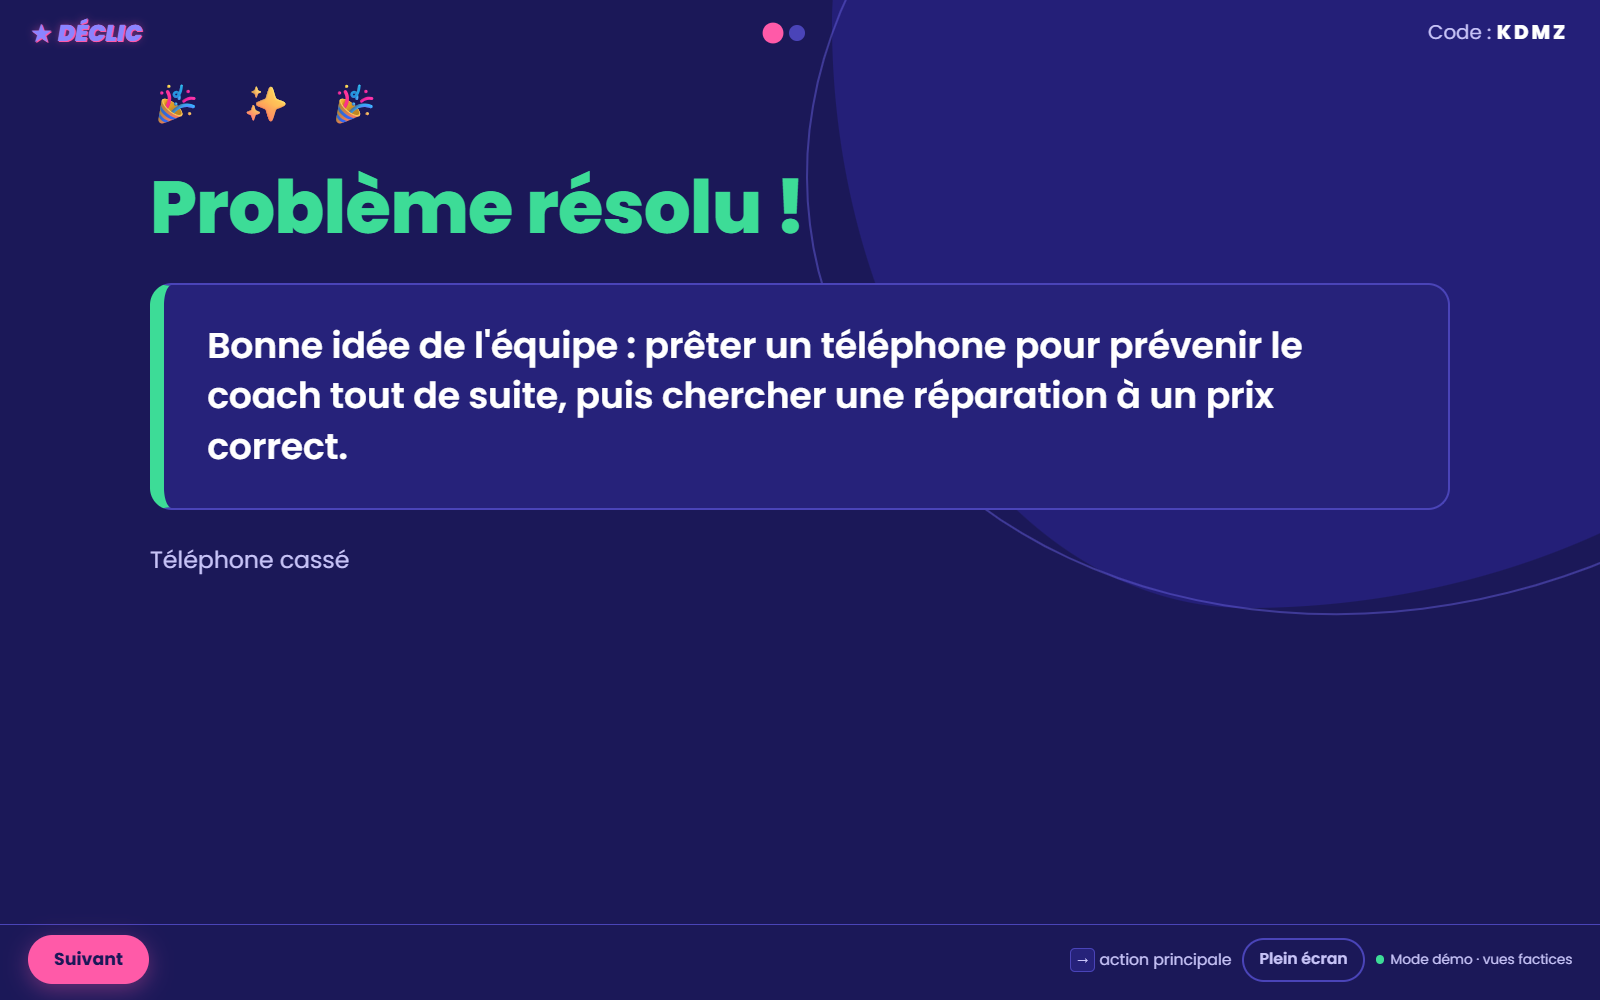 ★ DÉCLIC
Code : KDMZ
Problème résolu !
Bonne idée de l'équipe : prêter un téléphone pour prévenir le
coach tout de suite, puis chercher une réparation à un prix
correct.
Téléphone cassé
Suivant
→ action principale
Plein écran
Mode démo · vues factices